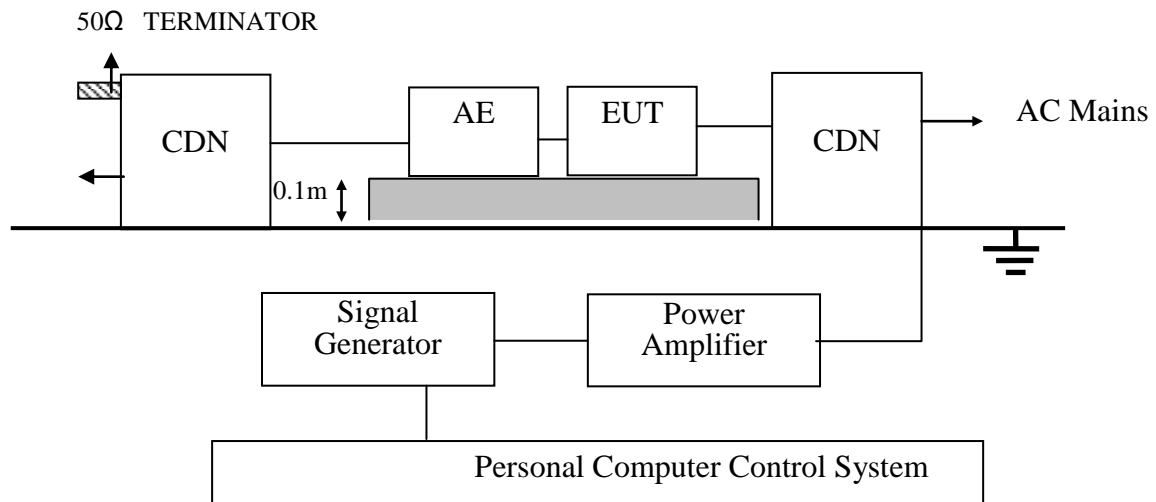 50Ω TERMINATOR
AE
EUT
AC Mains
CDN
CDN
0.1m
Signal
Generator
Power
Amplifier
Personal Computer Control System